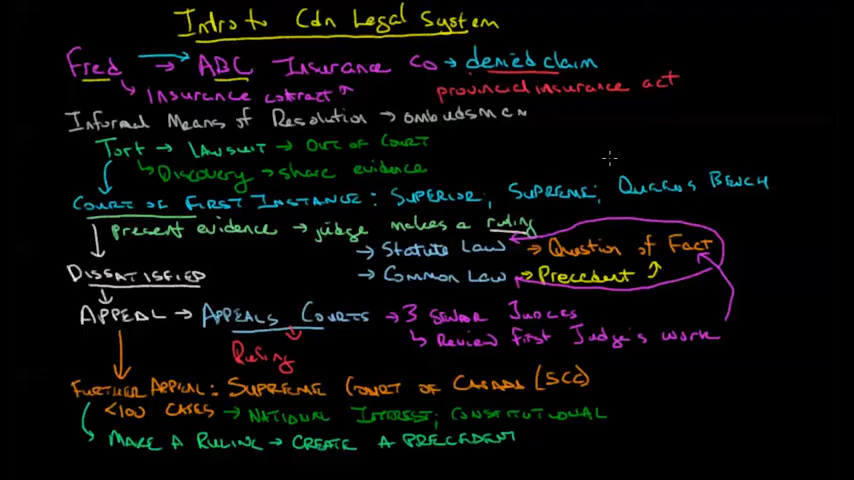 Intro to Cdn Legal System
Fred → → ABC Insurance Co → denied claim
↳ Insurance contract ↑ provincial insurance act
Informal Means of Resolution → ombudsmen
Tort → LAWSUIT → OUT OF COURT
↳ Discovery → share evidence
COURT OF FIRST INSTANCE: SUPERIOR; SUPREME; QUEENS BENCH
present evidence → judge makes a ruling
→ Statute Law → Question of Fact
DISSATISFIED → Common Law → Precedent ↑
APPEAL → APPEALS COURTS → 3 SENIOR JUDGES
↳ Review first Judge's work
Ruling
FURTHER APPEAL: SUPREME COURT OF CANADA (SCC)
<100 CASES → NATIONAL INTEREST; CONSTITUTIONAL
↳ MAKE A RULING → CREATE A PRECEDENT